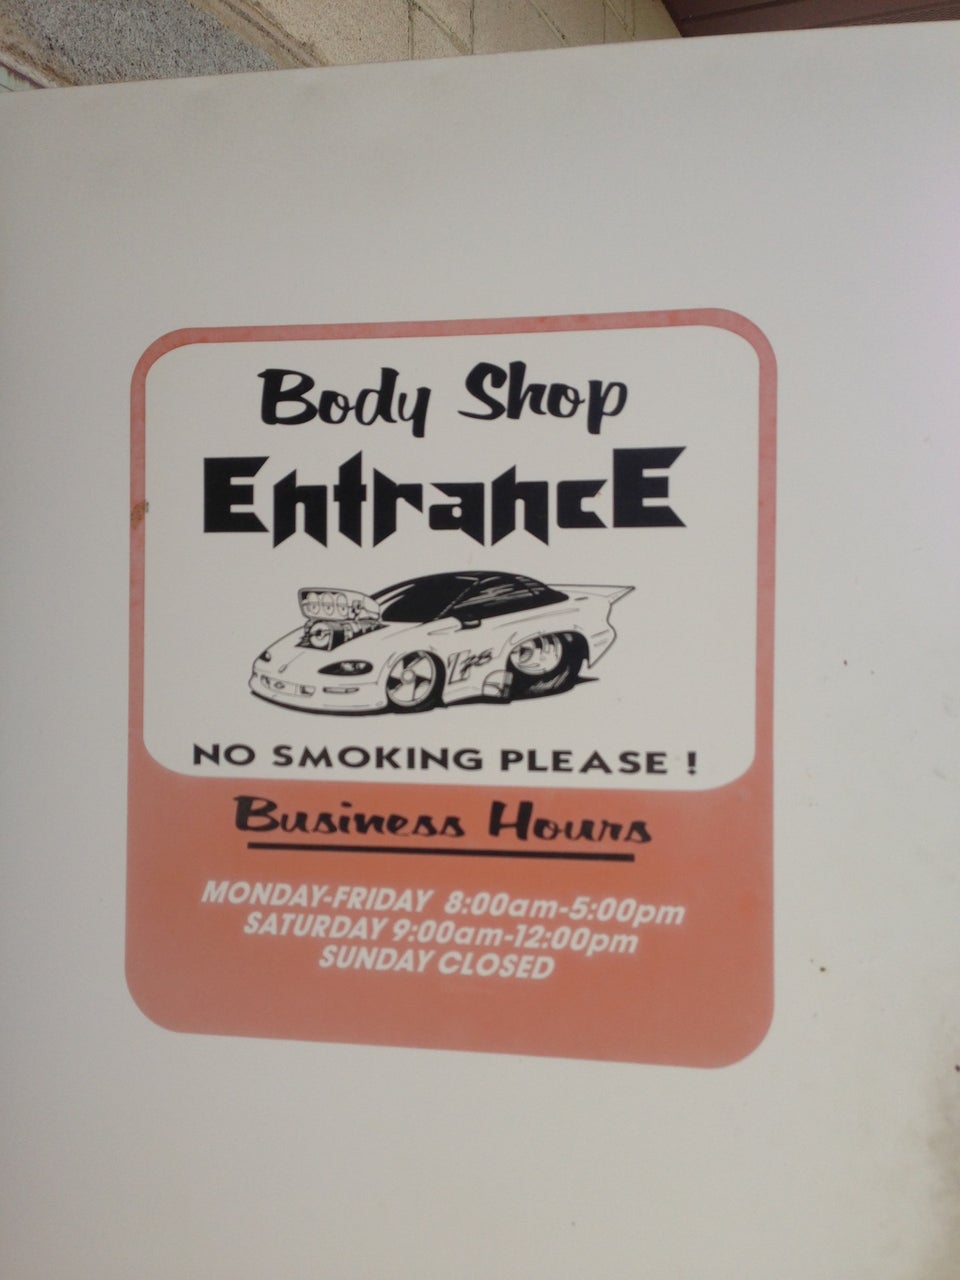 Body Shop
EntrancE
NO SMOKING PLEASE !
Business Hours
MONDAY-FRIDAY 8:00am-5:00pm
SATURDAY 9:00am-12:00pm
SUNDAY CLOSED